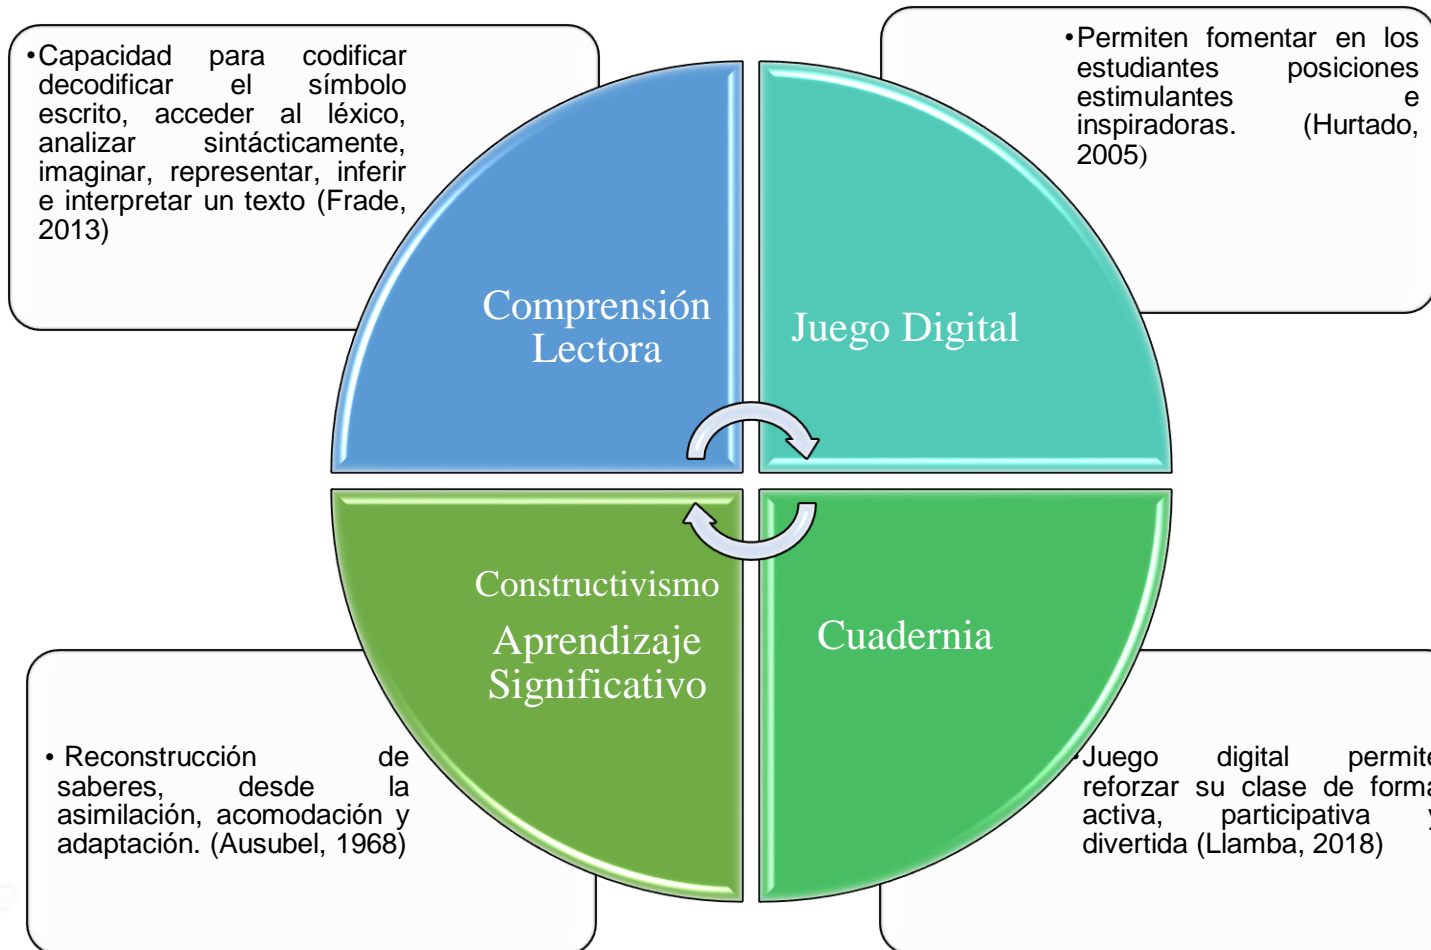 •Capacidad para codificar
decodificar el símbolo
escrito, acceder al léxico,
analizar sintácticamente,
imaginar, representar, inferir
e interpretar un texto (Frade,
2013)
•Permiten fomentar en los
estudiantes posiciones
estimulantes e
inspiradoras. (Hurtado,
2005)
Comprensión
Lectora
Juego Digital
Constructivismo
Aprendizaje
Significativo
Cuadernia
• Reconstrucción de
saberes, desde la
asimilación, acomodación y
adaptación. (Ausubel, 1968)
•Juego digital permite
reforzar su clase de forma
activa, participativa y
divertida (Llamba, 2018)